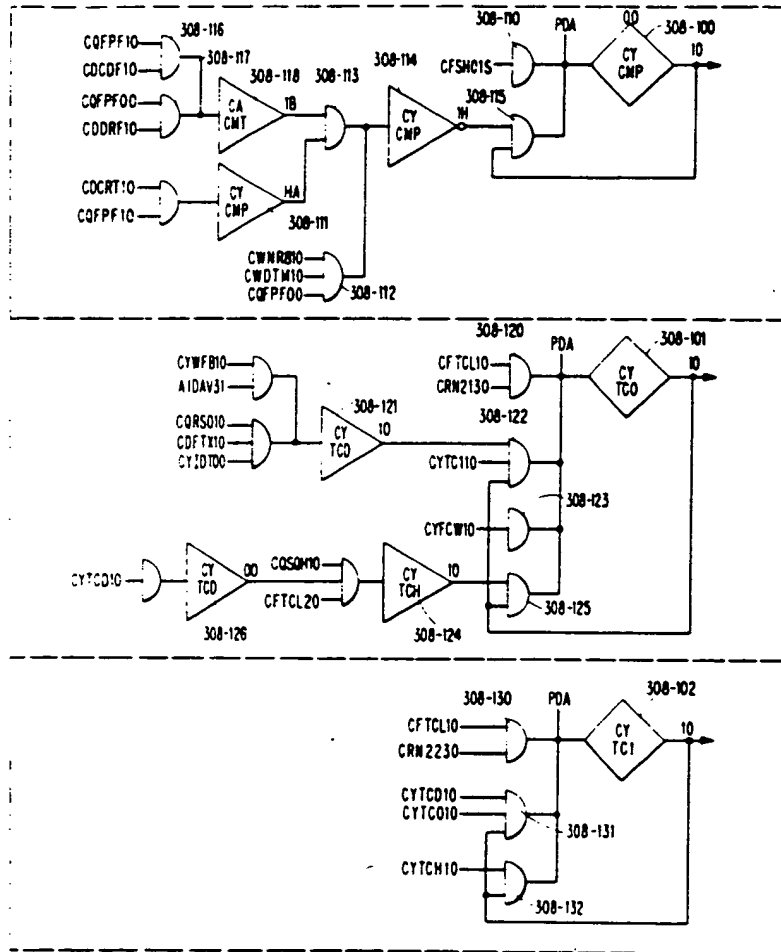 308-110
PDA
00
308-100
308-116
CQFPF10
CDCDF10
308-117
308-118
308-113
308-114
CFSHC1S
CY
CMP
10
CQFPF00
CDDRF10
CA
CMT
1B
CY
CMP
1H
308-115
CDCRT10
CQFPF10
CY
CMP
HA
308-111
CWNRB10
CWDTM10
CQFPF00
308-112
308-120
PDA
308-101
CYWFB10
AIDAV31
CFTCL10
CRN2130
CY
TC0
10
308-121
308-122
CQRSO10
CDFTX10
CYIDT00
CY
TCD
10
CYTC110
308-123
CYFCW10
CYTCD10
CY
TCD
00
CQSQH10
CFTCL20
CY
TCH
10
308-126
308-124
308-125
308-130
PDA
308-102
CFTCL10
CRN2230
CY
TC1
10
CYTCD10
CYTC010
308-131
CYTCH10
308-132